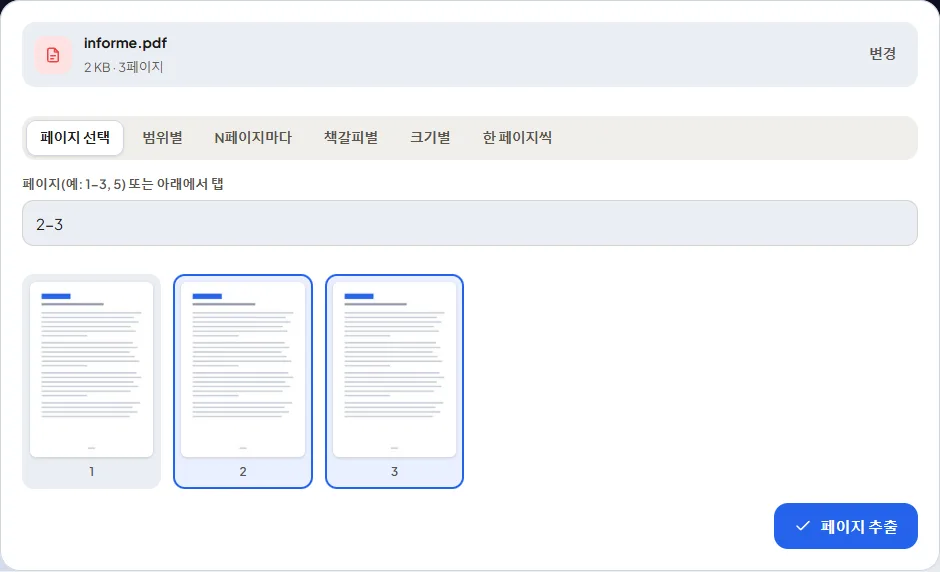 informe.pdf
2 KB · 3페이지
변경
페이지 선택 범위별 N페이지마다 책갈피별 크기별 한 페이지씩
페이지(예: 1–3, 5) 또는 아래에서 탭
2–3
1 2 3
페이지 추출